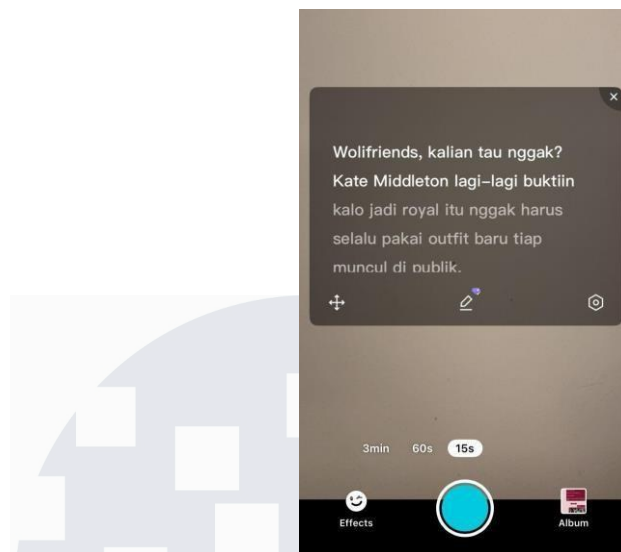 Wolifriends, kalian tau nggak?
Kate Middleton lagi-lagi buktiin
kalo jadi royal itu nggak harus
selalu pakai outfit baru tiap
muncul di publik.
3min 60s 15s
Effects
Album